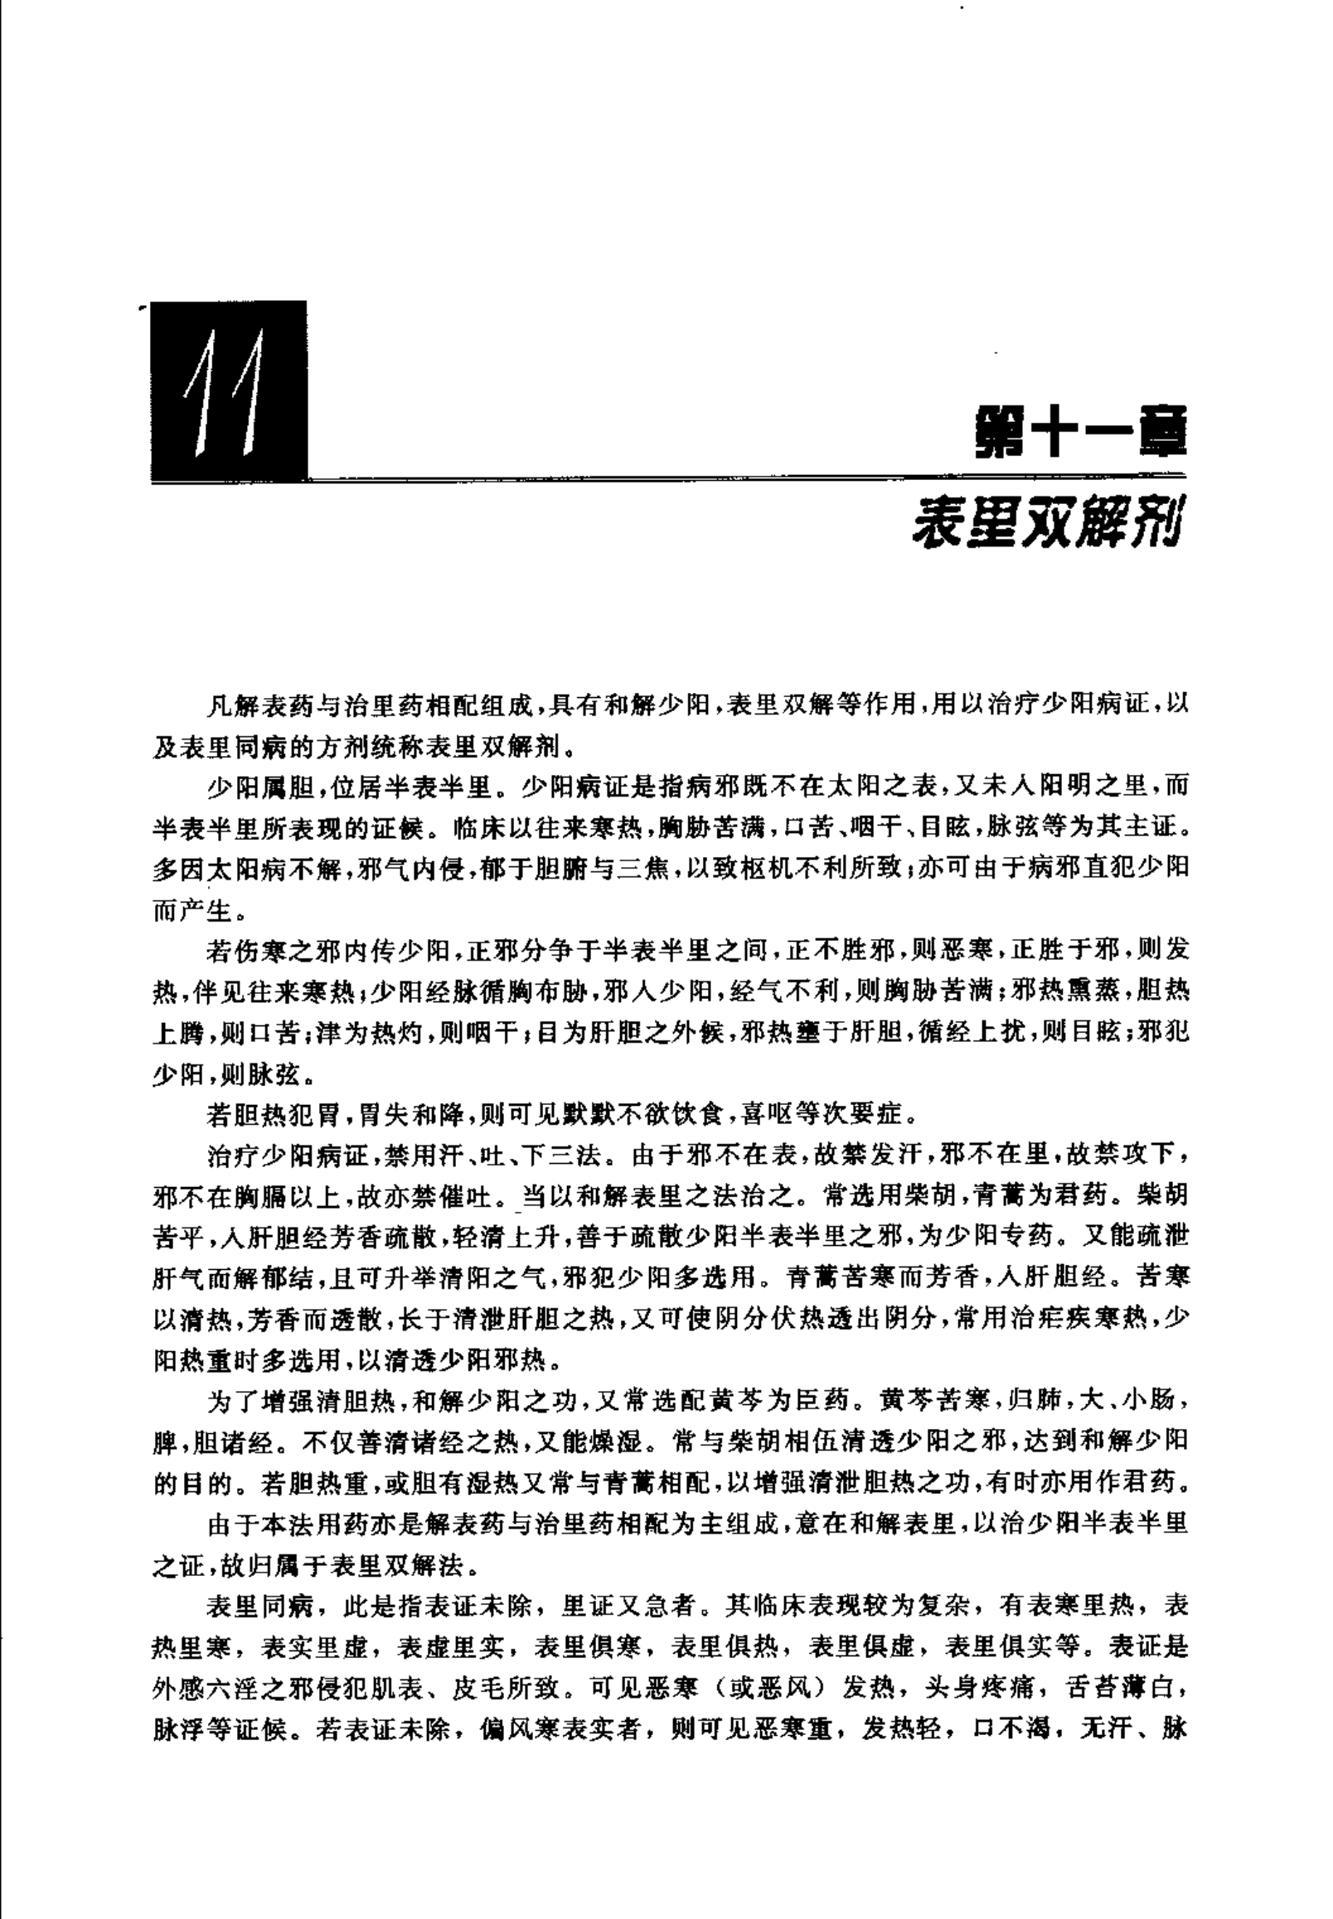 11
第十一章
表里双解剂
凡解表药与治里药相配组成,具有和解少阳,表里双解等作用,用以治疗少阳病证,以
及表里同病的方剂统称表里双解剂。
少阳属胆,位居半表半里。少阳病证是指病邪既不在太阳之表,又未入阳明之里,而
半表半里所表现的证候。临床以往来寒热,胸胁苦满,口苦、咽干、目眩,脉弦等为其主证。
多因太阳病不解,邪气内侵,郁于胆腑与三焦,以致枢机不利所致;亦可由于病邪直犯少阳
而产生。
若伤寒之邪内传少阳,正邪分争于半表半里之间,正不胜邪,则恶寒,正胜于邪,则发
热,伴见往来寒热;少阳经脉循胸布胁,邪人少阳,经气不利,则胸胁苦满;邪热熏蒸,胆热
上腾,则口苦;津为热灼,则咽干;目为肝胆之外候,邪热壅于肝胆,循经上扰,则目眩;邪犯
少阳,则脉弦。
若胆热犯胃,胃失和降,则可见默默不欲饮食,喜呕等次要症。
治疗少阳病证,禁用汗、吐、下三法。由于邪不在表,故禁发汗,邪不在里,故禁攻下,
邪不在胸膈以上,故亦禁催吐。当以和解表里之法治之。常选用柴胡,青蒿为君药。柴胡
苦平,人肝胆经芳香疏散,轻清上升,善于疏散少阳半表半里之邪,为少阳专药。又能疏泄
肝气而解郁结,且可升举清阳之气,邪犯少阳多选用。青蒿苦寒而芳香,人肝胆经。苦寒
以清热,芳香而透散,长于清泄肝胆之热,又可使阴分伏热透出阴分,常用治疟疾寒热,少
阳热重时多选用,以清透少阳邪热。
为了增强清胆热,和解少阳之功,又常选配黄芩为臣药。黄芩苦寒,归肺,大、小肠,
脾,胆诸经。不仅善清诸经之热,又能燥湿。常与柴胡相伍清透少阳之邪,达到和解少阳
的目的。若胆热重,或胆有湿热又常与青蒿相配,以增强清泄胆热之功,有时亦用作君药。
由于本法用药亦是解表药与治里药相配为主组成,意在和解表里,以治少阳半表半里
之证,故归属于表里双解法。
表里同病，此是指表证未除，里证又急者。其临床表现较为复杂，有表寒里热，表
热里寒，表实里虚，表虚里实，表里俱寒，表里俱热，表里俱虚，表里俱实等。表证是
外感六淫之邪侵犯肌表、皮毛所致。可见恶寒（或恶风）发热，头身疼痛，舌苔薄白，
脉浮等证候。若表证未除，偏风寒表实者，则可见恶寒重，发热轻，口不渴，无汗、脉